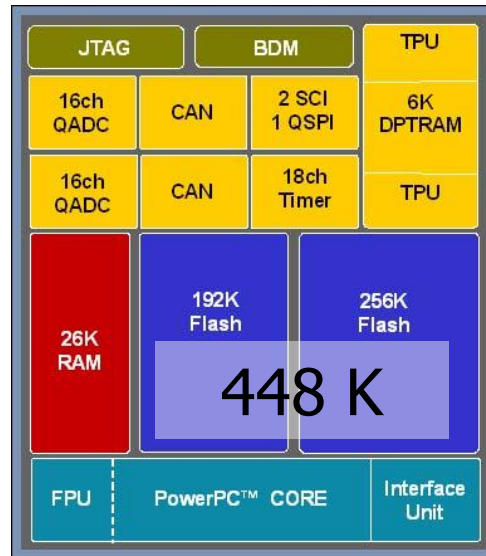 JTAG
BDM
TPU
16ch
QADC
CAN
2 SCI
1 QSPI
6K
DPTRAM
16ch
QADC
CAN
18ch
Timer
TPU
26K
RAM
192K
Flash
256K
Flash
448 K
FPU
PowerPC™ CORE
Interface
Unit